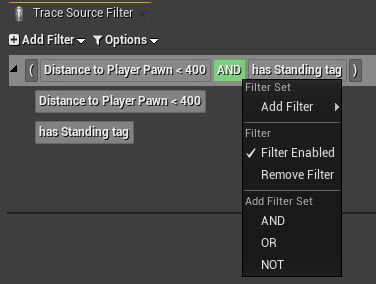 Trace Source Filter
Add Filter Options
( Distance to Player Pawn < 400 AND has Standing tag )
Distance to Player Pawn < 400
has Standing tag
Filter Set
Add Filter
Filter
Filter Enabled
Remove Filter
Add Filter Set
AND
OR
NOT